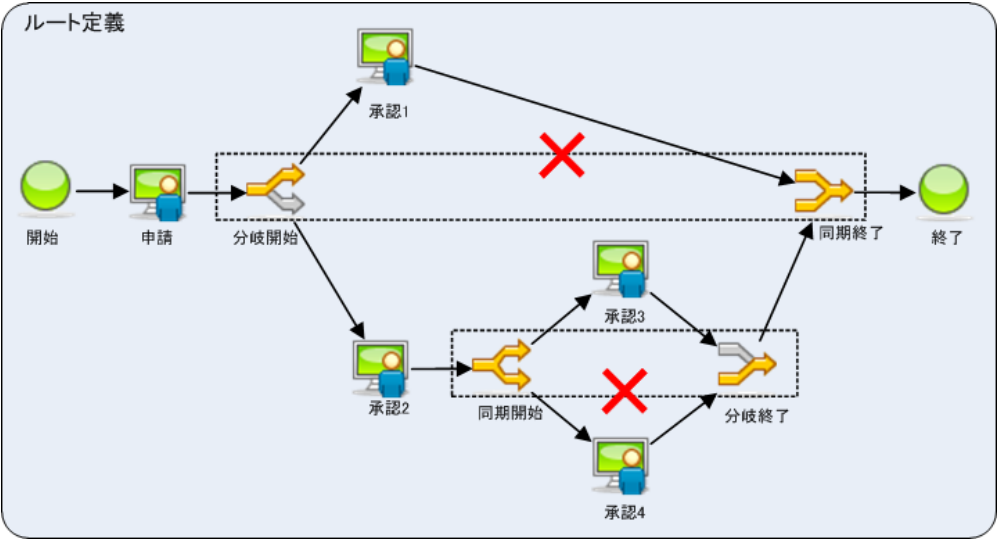 ルート定義
承認1
開始
申請
分岐開始
同期終了
終了
承認3
承認2
同期開始
分岐終了
承認4